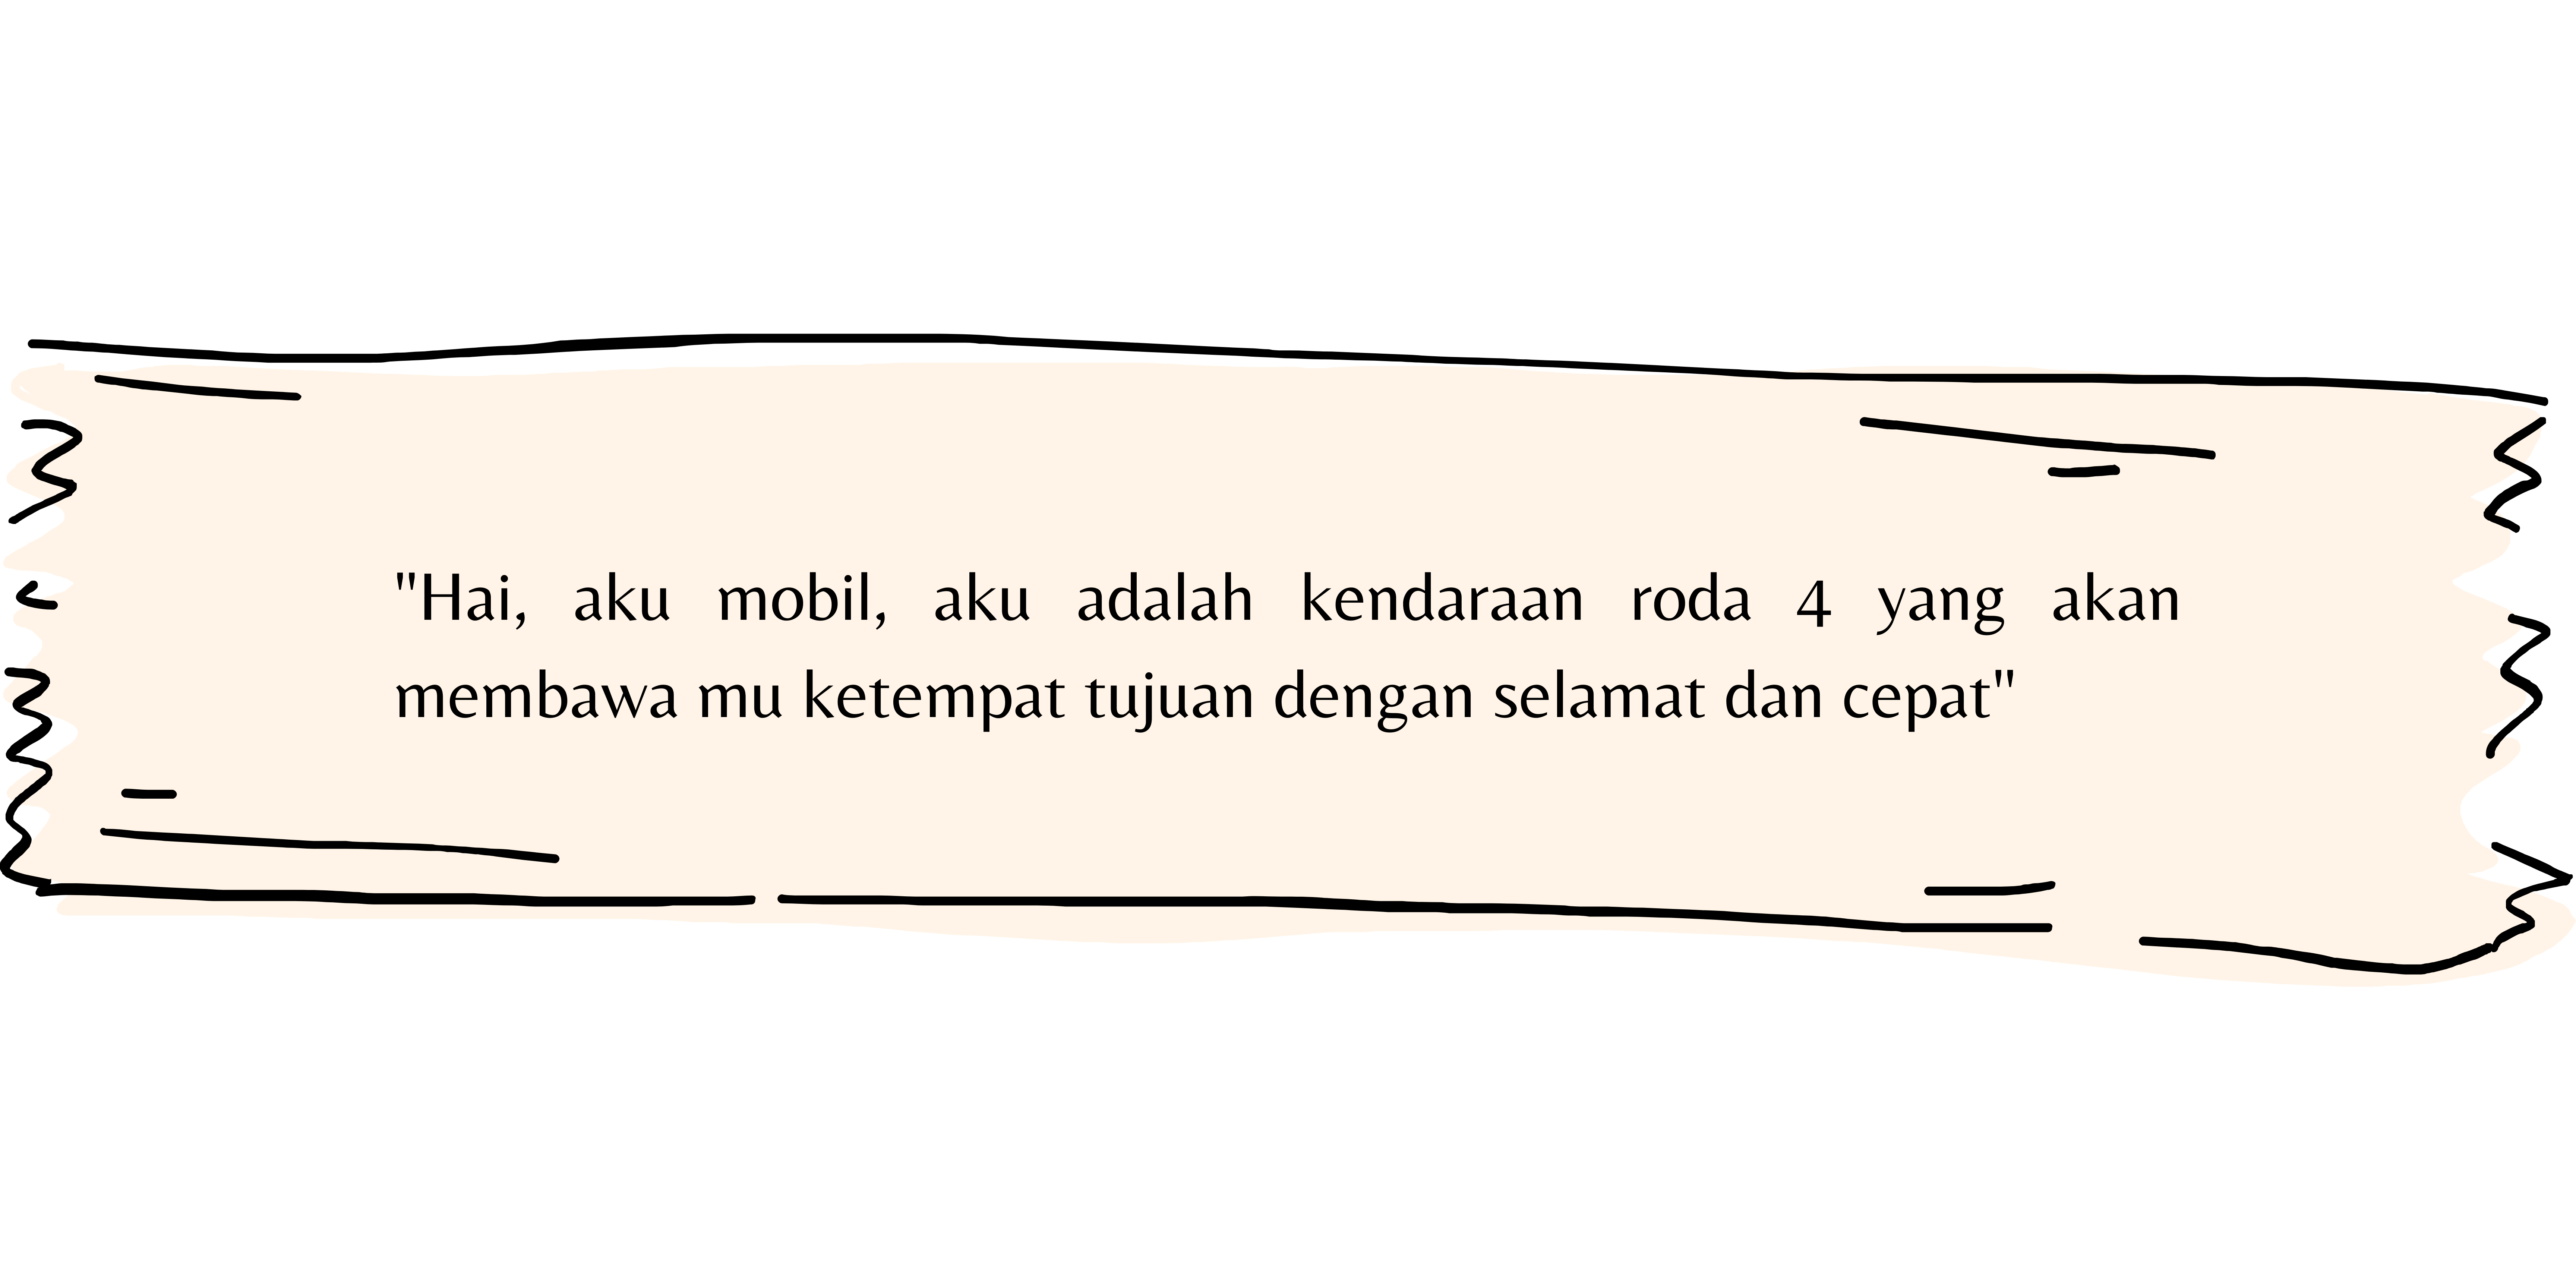 "Hai, aku mobil, aku adalah kendaraan roda 4 yang akan
membawa mu ketempat tujuan dengan selamat dan cepat"